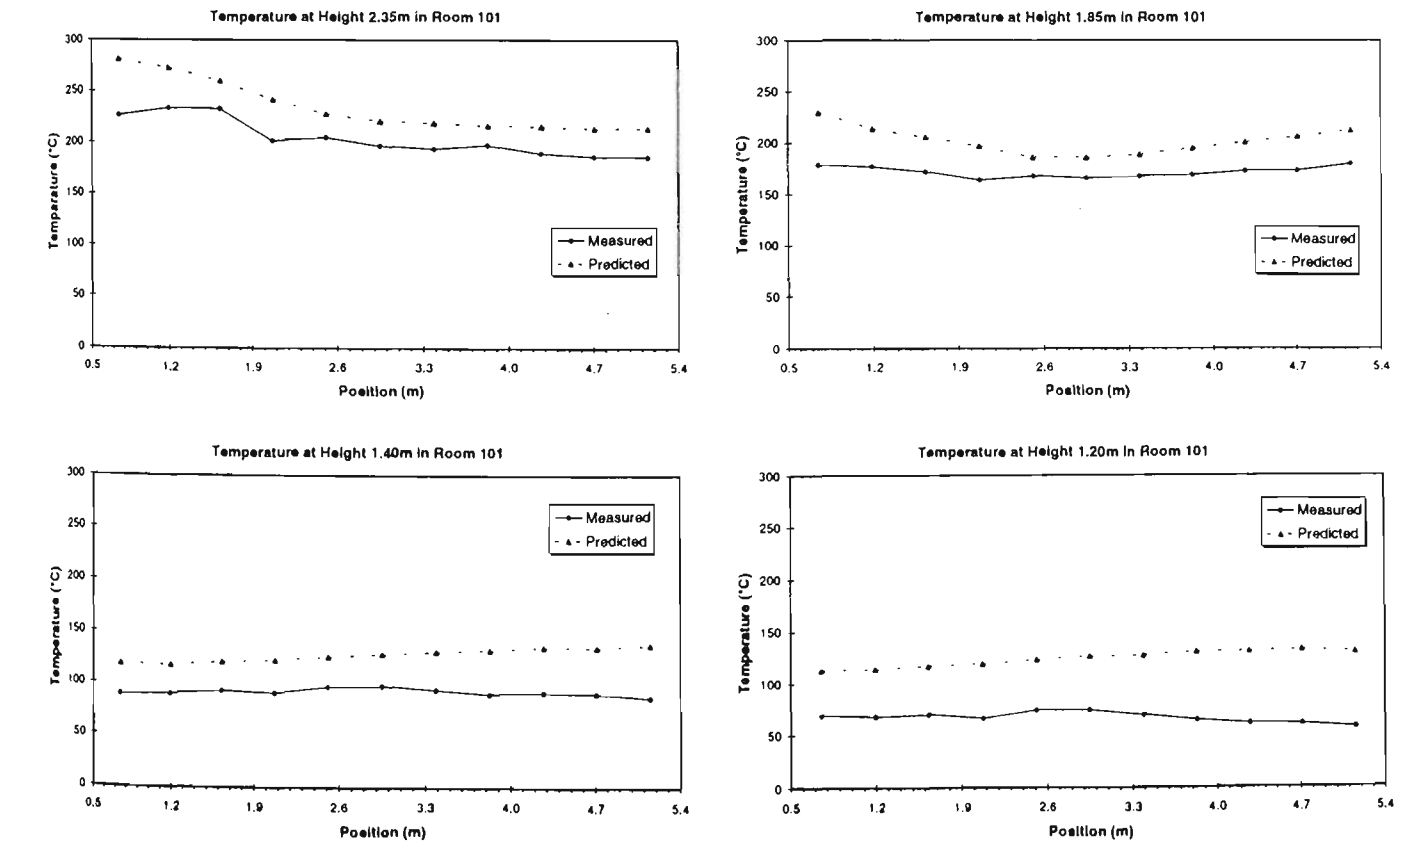 Temperature at Height 2.35m in Room 101
300
250
200
150
100
50
0
Temparature (°C)
Measured
Predicted
0.5 1.2 1.9 2.6 3.3 4.0 4.7 5.4
Position (m)
Temperature at Height 1.85m in Room 101
300
250
200
150
100
50
0
Temperature (°C)
Measured
Predicted
0.5 1.2 1.9 2.6 3.3 4.0 4.7 5.4
Position (m)
Temperature at Height 1.40m in Room 101
300
250
200
150
100
50
0
Temperature (°C)
Measured
Predicted
0.5 1.2 1.9 2.6 3.3 4.0 4.7 5.4
Position (m)
Temperature at Height 1.20m in Room 101
300
250
200
150
100
50
0
Temperature (°C)
Measured
Predicted
0.5 1.2 1.9 2.6 3.3 4.0 4.7 5.4
Position (m)